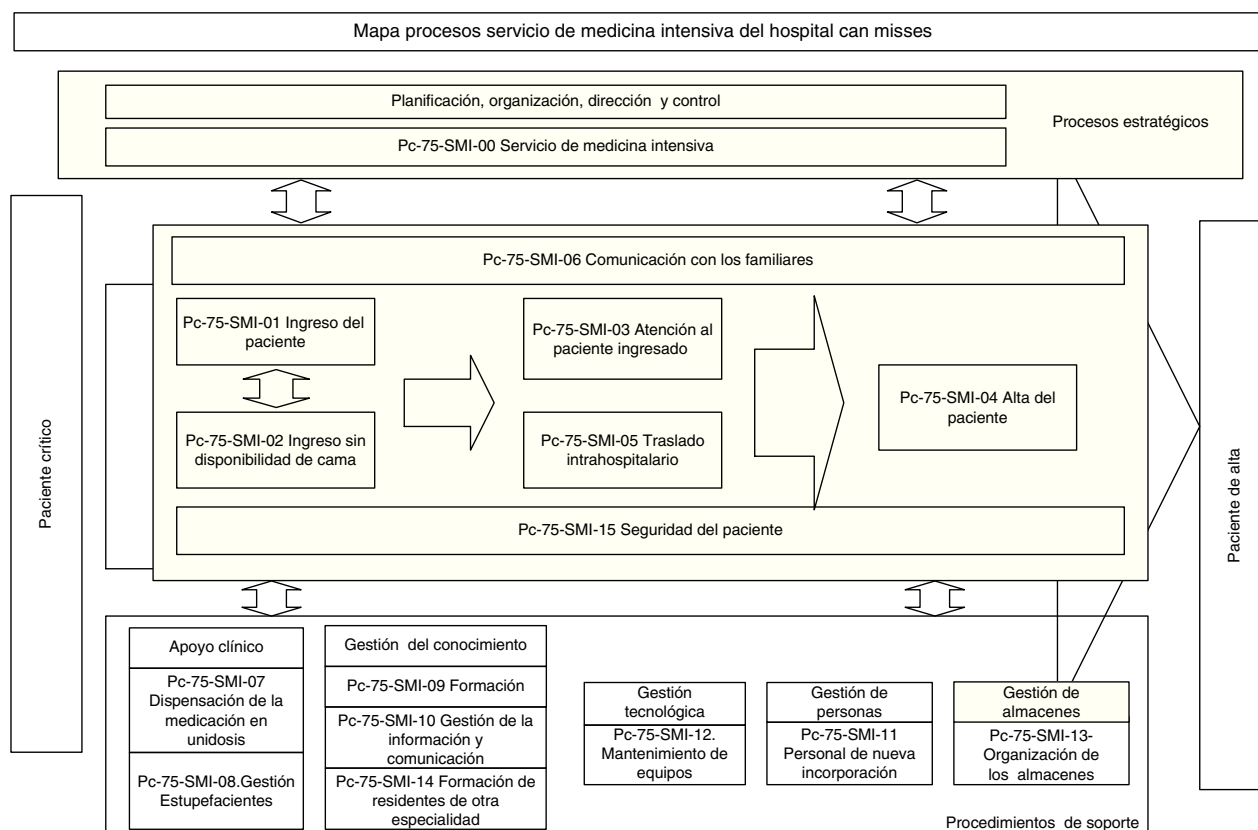 Mapa procesos servicio de medicina intensiva del hospital can misses
Planificación, organización, dirección y control
Procesos estratégicos
Pc-75-SMI-00 Servicio de medicina intensiva
Paciente crítico
Pc-75-SMI-06 Comunicación con los familiares
Pc-75-SMI-01 Ingreso del
paciente
Pc-75-SMI-02 Ingreso sin
disponibilidad de cama
Pc-75-SMI-03 Atención al
paciente ingresado
Pc-75-SMI-05 Traslado
intrahospitalario
Pc-75-SMI-04 Alta del
paciente
Pc-75-SMI-15 Seguridad del paciente
Paciente de alta
Apoyo clínico
Pc-75-SMI-07
Dispensación de la
medicación en
unidosis
Pc-75-SMI-08.Gestión
Estupefacientes
Gestión del conocimiento
Pc-75-SMI-09 Formación
Pc-75-SMI-10 Gestión de la
información y
comunicación
Pc-75-SMI-14 Formación de
residentes de otra
especialidad
Gestión
tecnológica
Pc-75-SMI-12.
Mantenimiento de
equipos
Gestión de
personas
Pc-75-SMI-11
Personal de nueva
incorporación
Gestión de
almacenes
Pc-75-SMI-13-
Organización de
los almacenes
Procedimientos de soporte